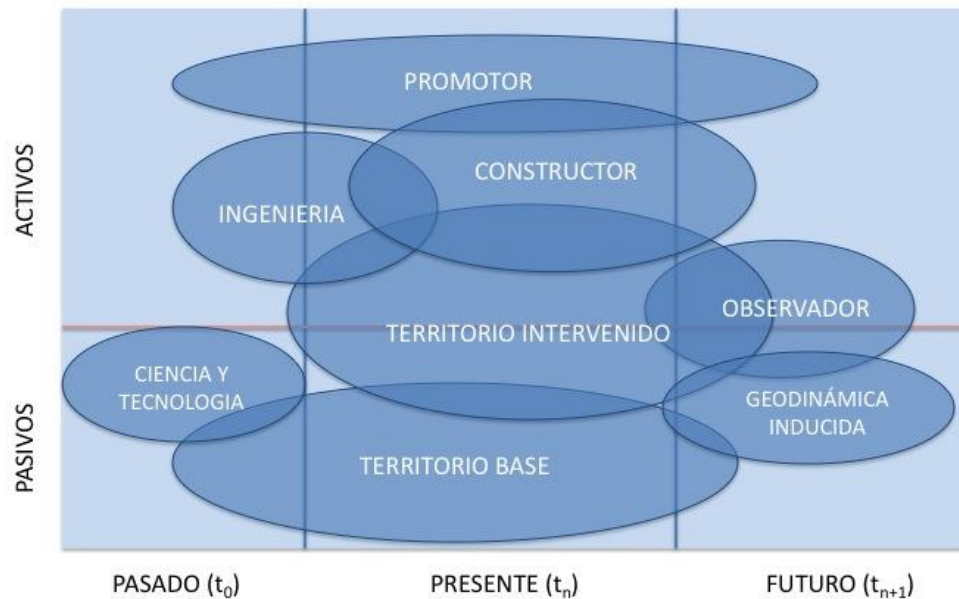 PROMOTOR
CONSTRUCTOR
INGENIERIA
OBSERVADOR
TERRITORIO INTERVENIDO
CIENCIA Y
TECNOLOGIA
GEODINÁMICA
INDUCIDA
TERRITORIO BASE
ACTIVOS
PASIVOS
PASADO (t0)
PRESENTE (tn)
FUTURO (tn+1)